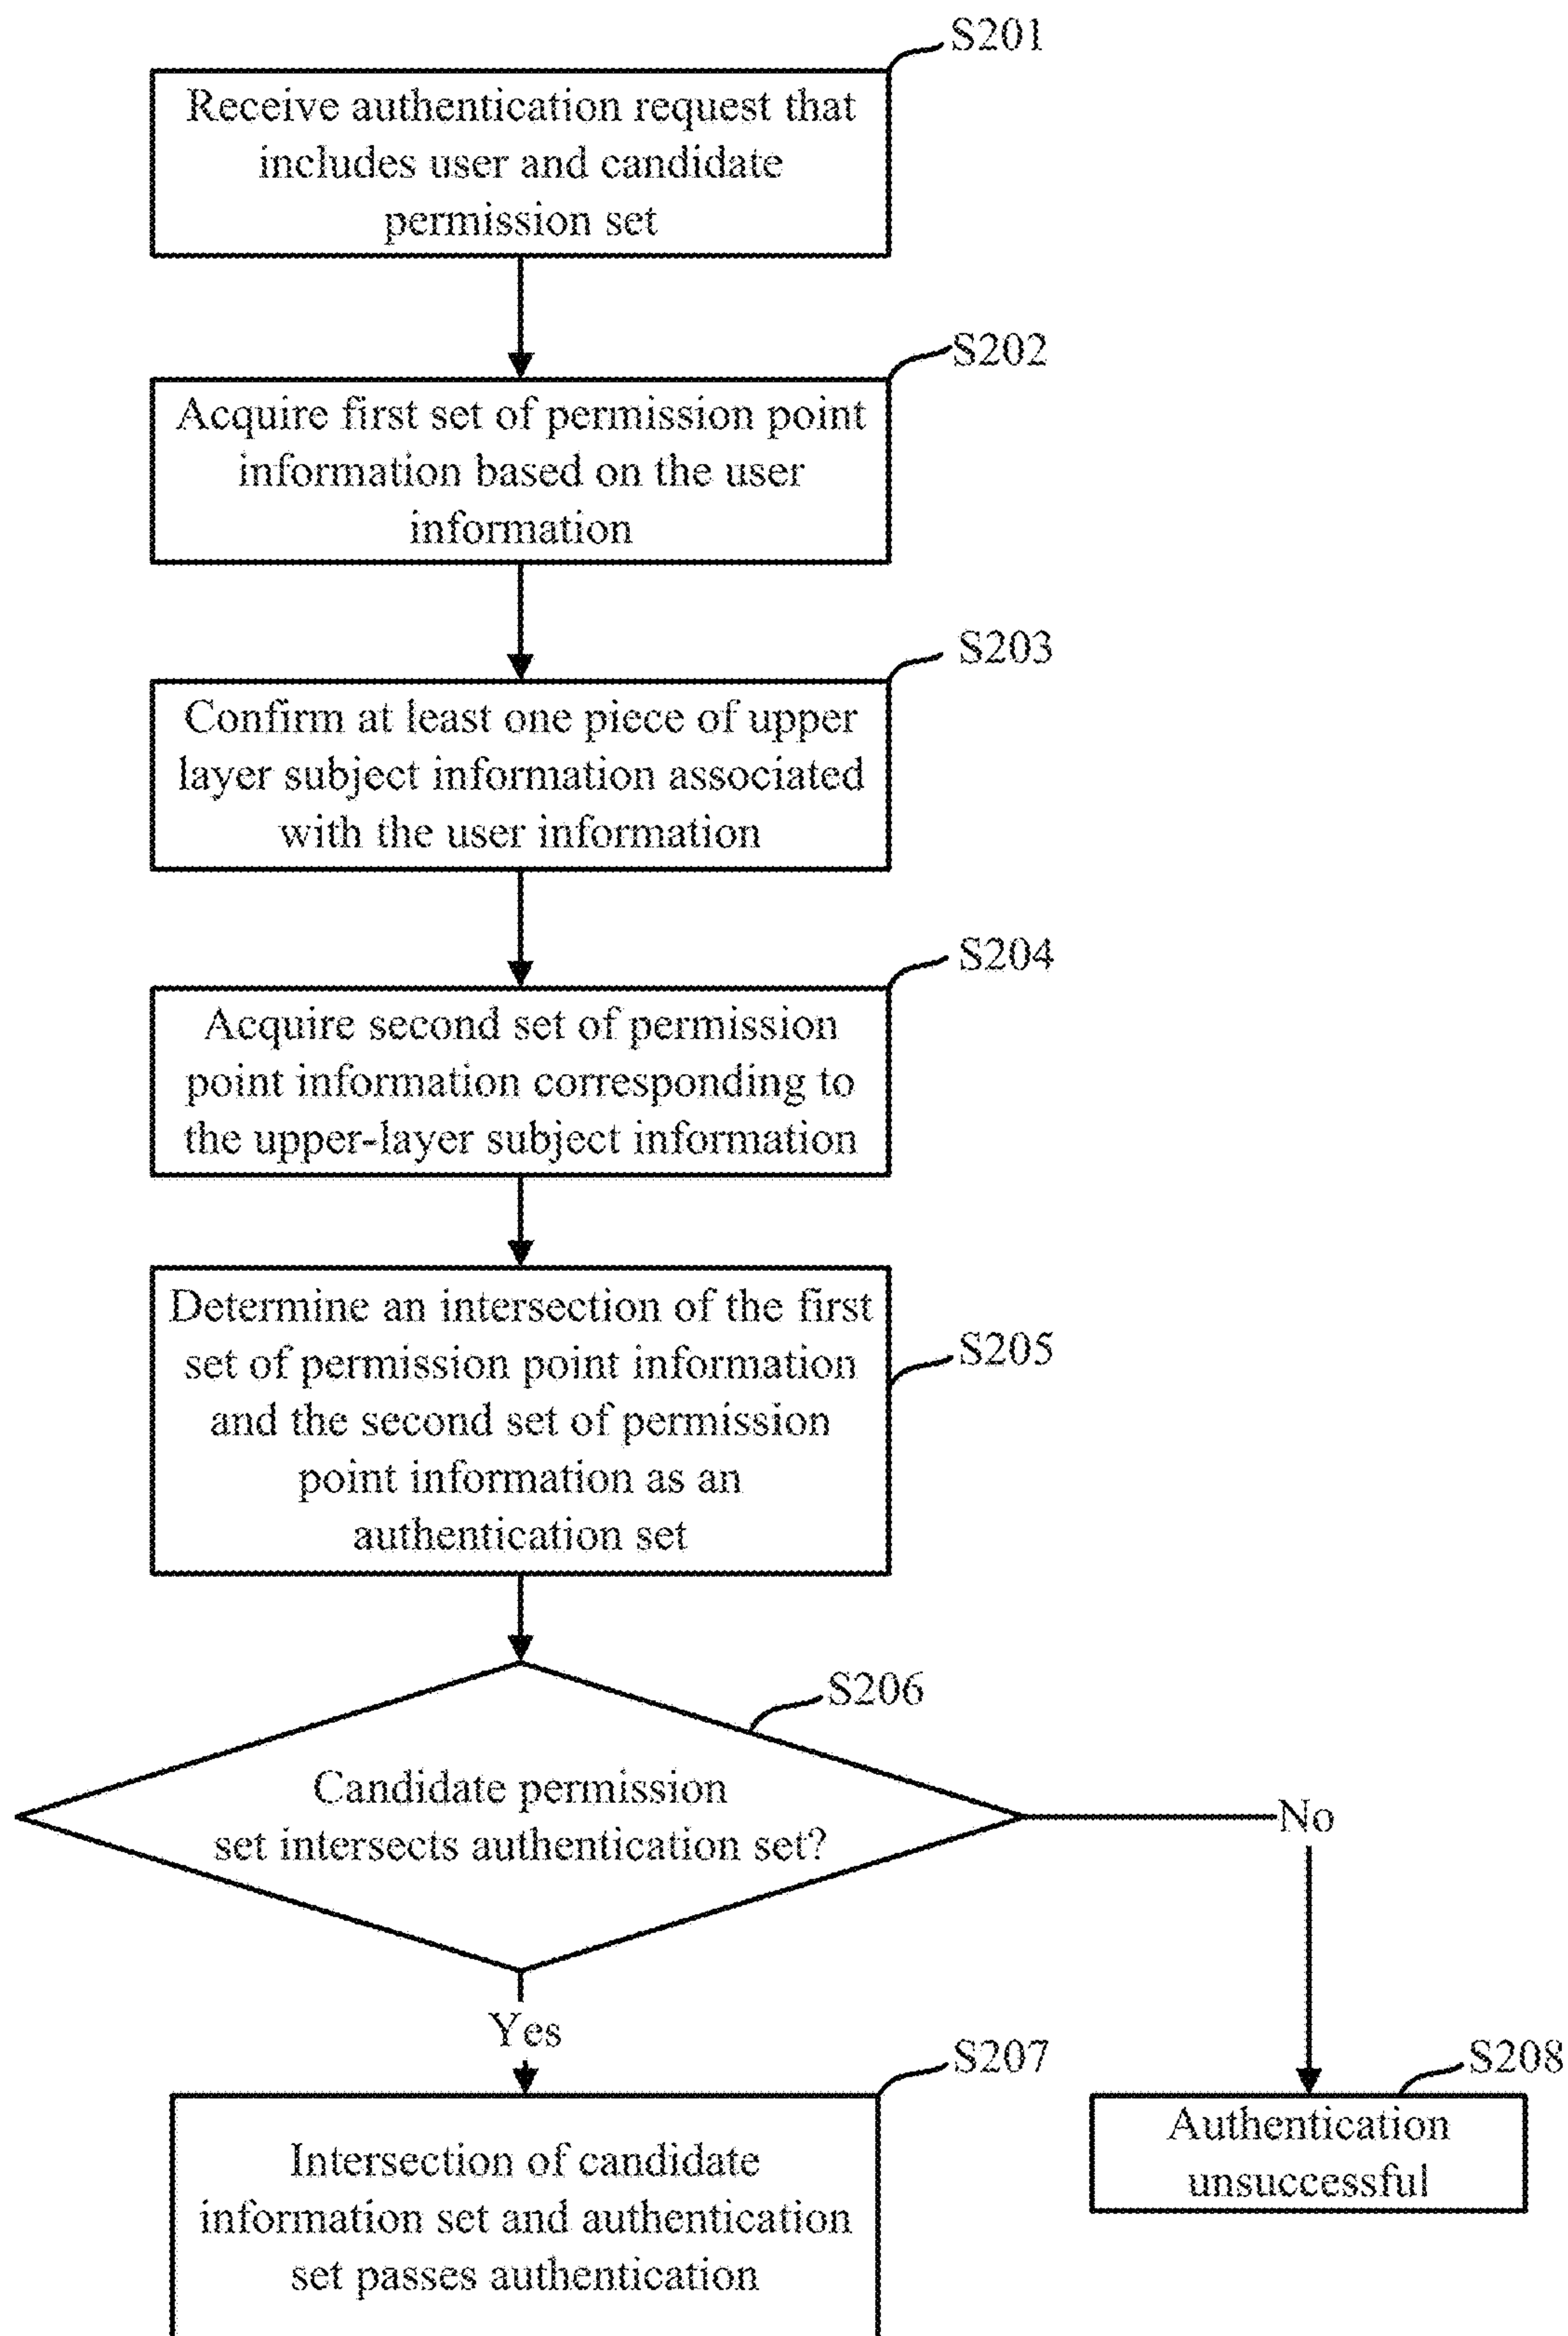 S201
Receive authentication request that
includes user and candidate
permission set
S202
Acquire first set of permission point
information based on the user
information
S203
Confirm at least one piece of upper
layer subject information associated
with the user information
S204
Acquire second set of permission
point information corresponding to
the upper-layer subject information
Determine an intersection of the first
set of permission point information
and the second set of permission
point information as an
authentication set
S205
S206
Candidate permission
set intersects authentication set?
No
Yes
S207
Intersection of candidate
information set and authentication
set passes authentication
S208
Authentication
unsuccessful